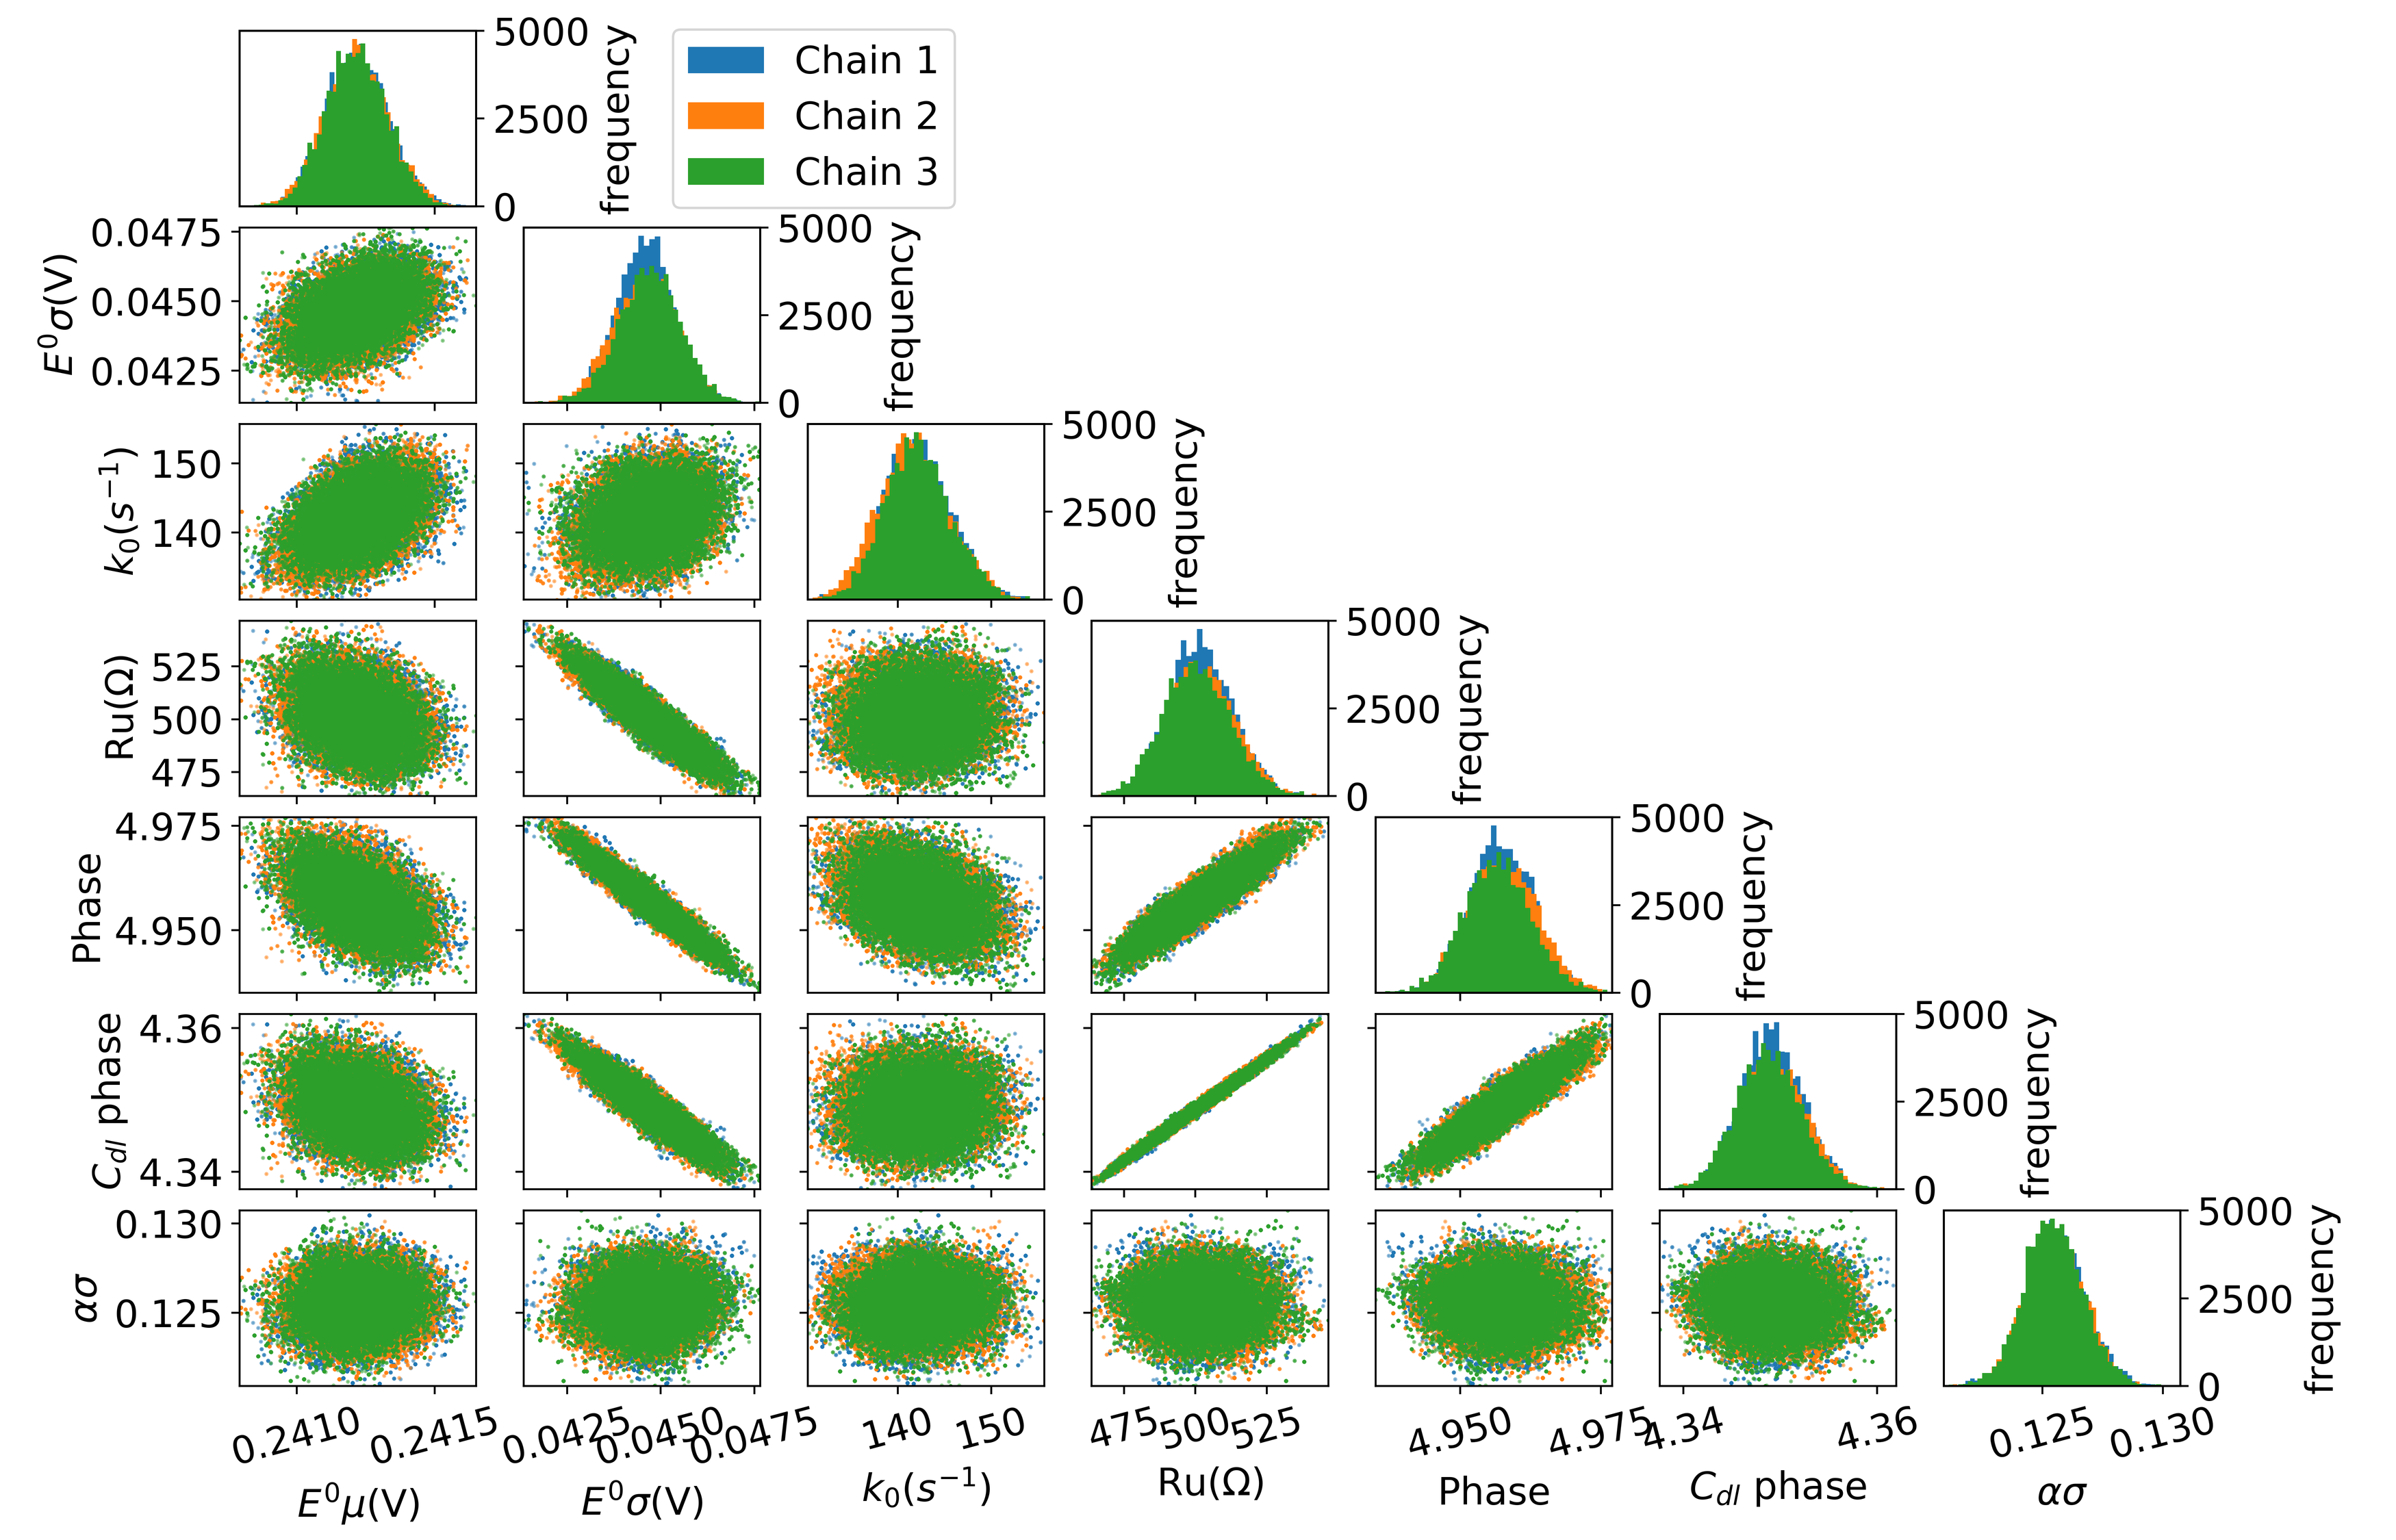 5000
2500
0
frequency
Chain 1
Chain 2
Chain 3
E⁰σ(V)
0.0475
0.0450
0.0425
5000
2500
0
frequency
k₀(s⁻¹)
150
140
5000
2500
0
frequency
Ru(Ω)
525
500
475
5000
2500
0
frequency
Phase
4.975
4.950
5000
2500
0
frequency
C_dl phase
4.36
4.34
5000
2500
0
frequency
ασ
0.130
0.125
5000
2500
0
frequency
0.2410 0.2415 0.0425 0.0450 0.0475 140 150 475 500 525 4.950 4.975 4.34 4.36 0.125 0.130
E⁰μ(V) E⁰σ(V) k₀(s⁻¹) Ru(Ω) Phase C_dl phase ασ